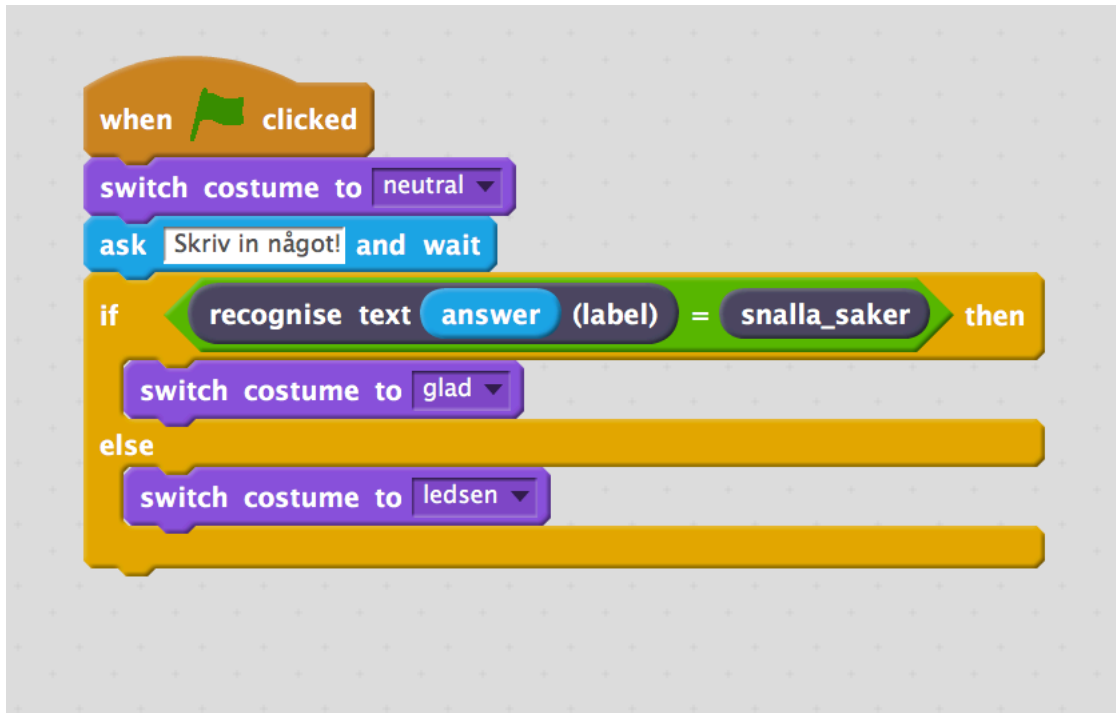 when clicked
switch costume to neutral
ask Skriv in något! and wait
if recognise text answer (label) = snalla_saker then
switch costume to glad
else
switch costume to ledsen